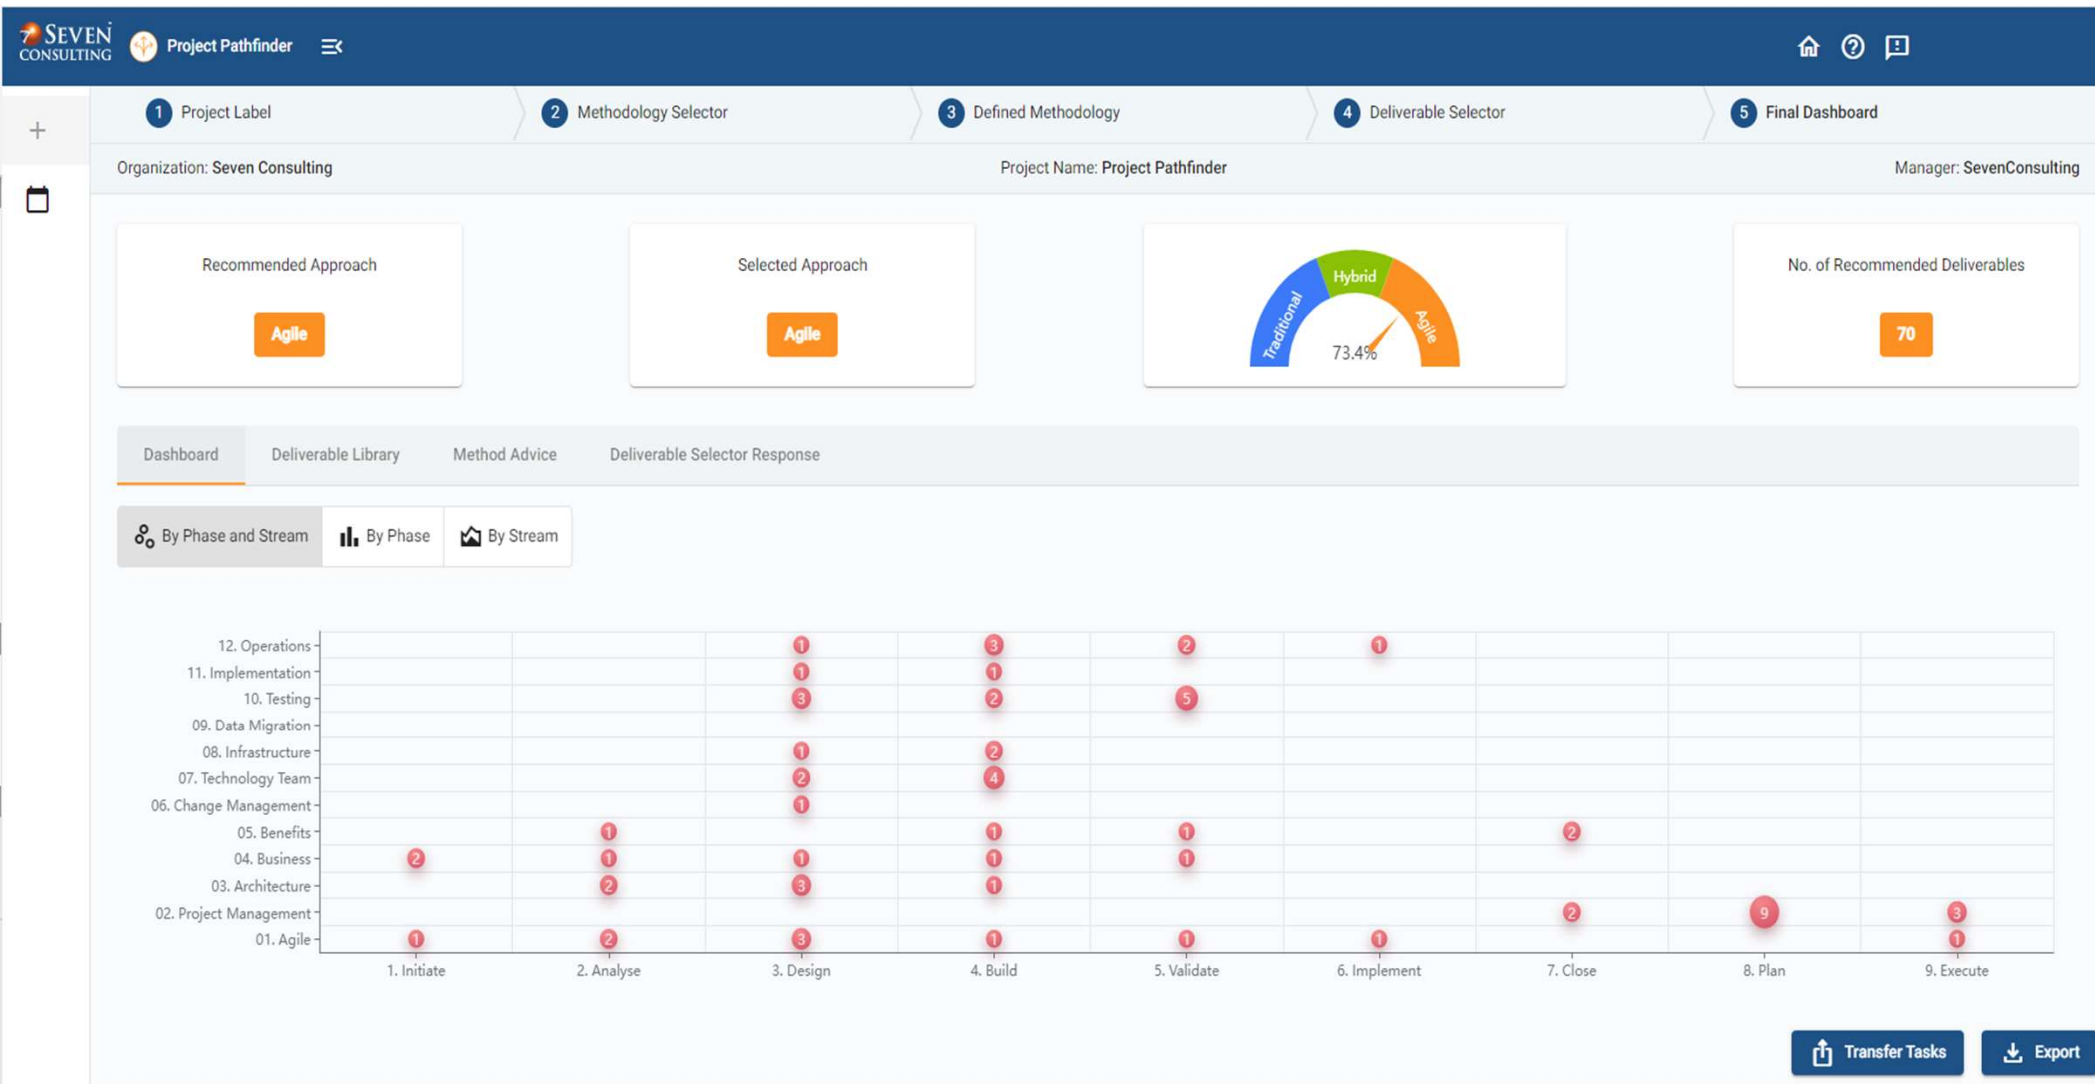 SEVEN
CONSULTING
Project Pathfinder
1 Project Label
2 Methodology Selector
3 Defined Methodology
4 Deliverable Selector
5 Final Dashboard
Organization: Seven Consulting
Project Name: Project Pathfinder
Manager: SevenConsulting
Recommended Approach
Agile
Selected Approach
Agile
Traditional
Hybrid
Agile
73.4%
No. of Recommended Deliverables
70
Dashboard
Deliverable Library
Method Advice
Deliverable Selector Response
By Phase and Stream
By Phase
By Stream
12. Operations 1 3 2 1
11. Implementation 1 1
10. Testing 3 2 5
09. Data Migration
08. Infrastructure 1 2
07. Technology Team 2 4
06. Change Management 1
05. Benefits 1 1 1 2
04. Business 2 1 1 1 1
03. Architecture 2 3 1
02. Project Management 2 9 3
01. Agile 1 2 3 1 1 1 1
1. Initiate 2. Analyse 3. Design 4. Build 5. Validate 6. Implement 7. Close 8. Plan 9. Execute
Transfer Tasks
Export